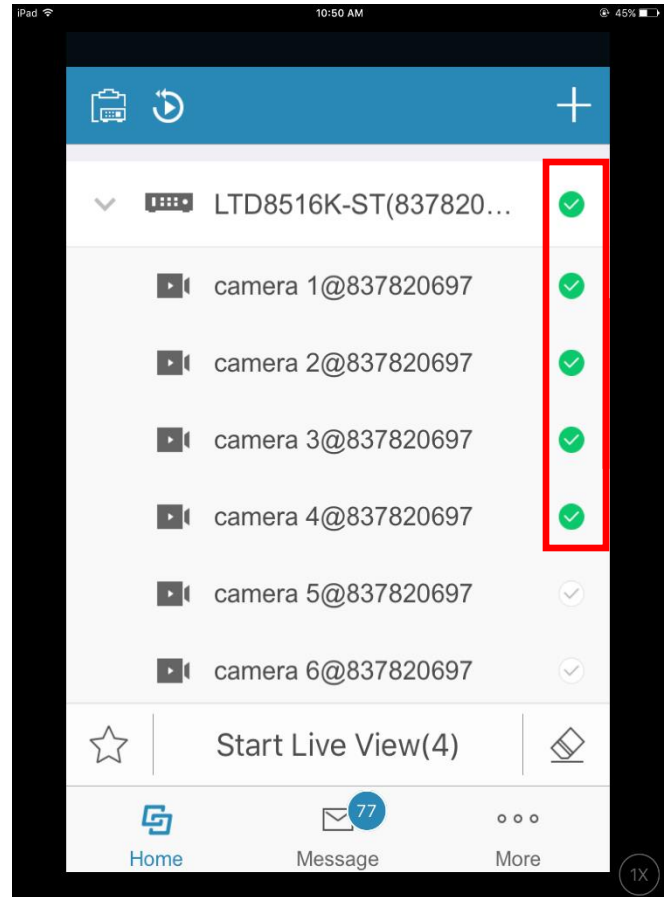 iPad 10:50 AM 45%
LTD8516K-ST(837820...
camera 1@837820697
camera 2@837820697
camera 3@837820697
camera 4@837820697
camera 5@837820697
camera 6@837820697
Start Live View(4)
77
Home Message More
1X